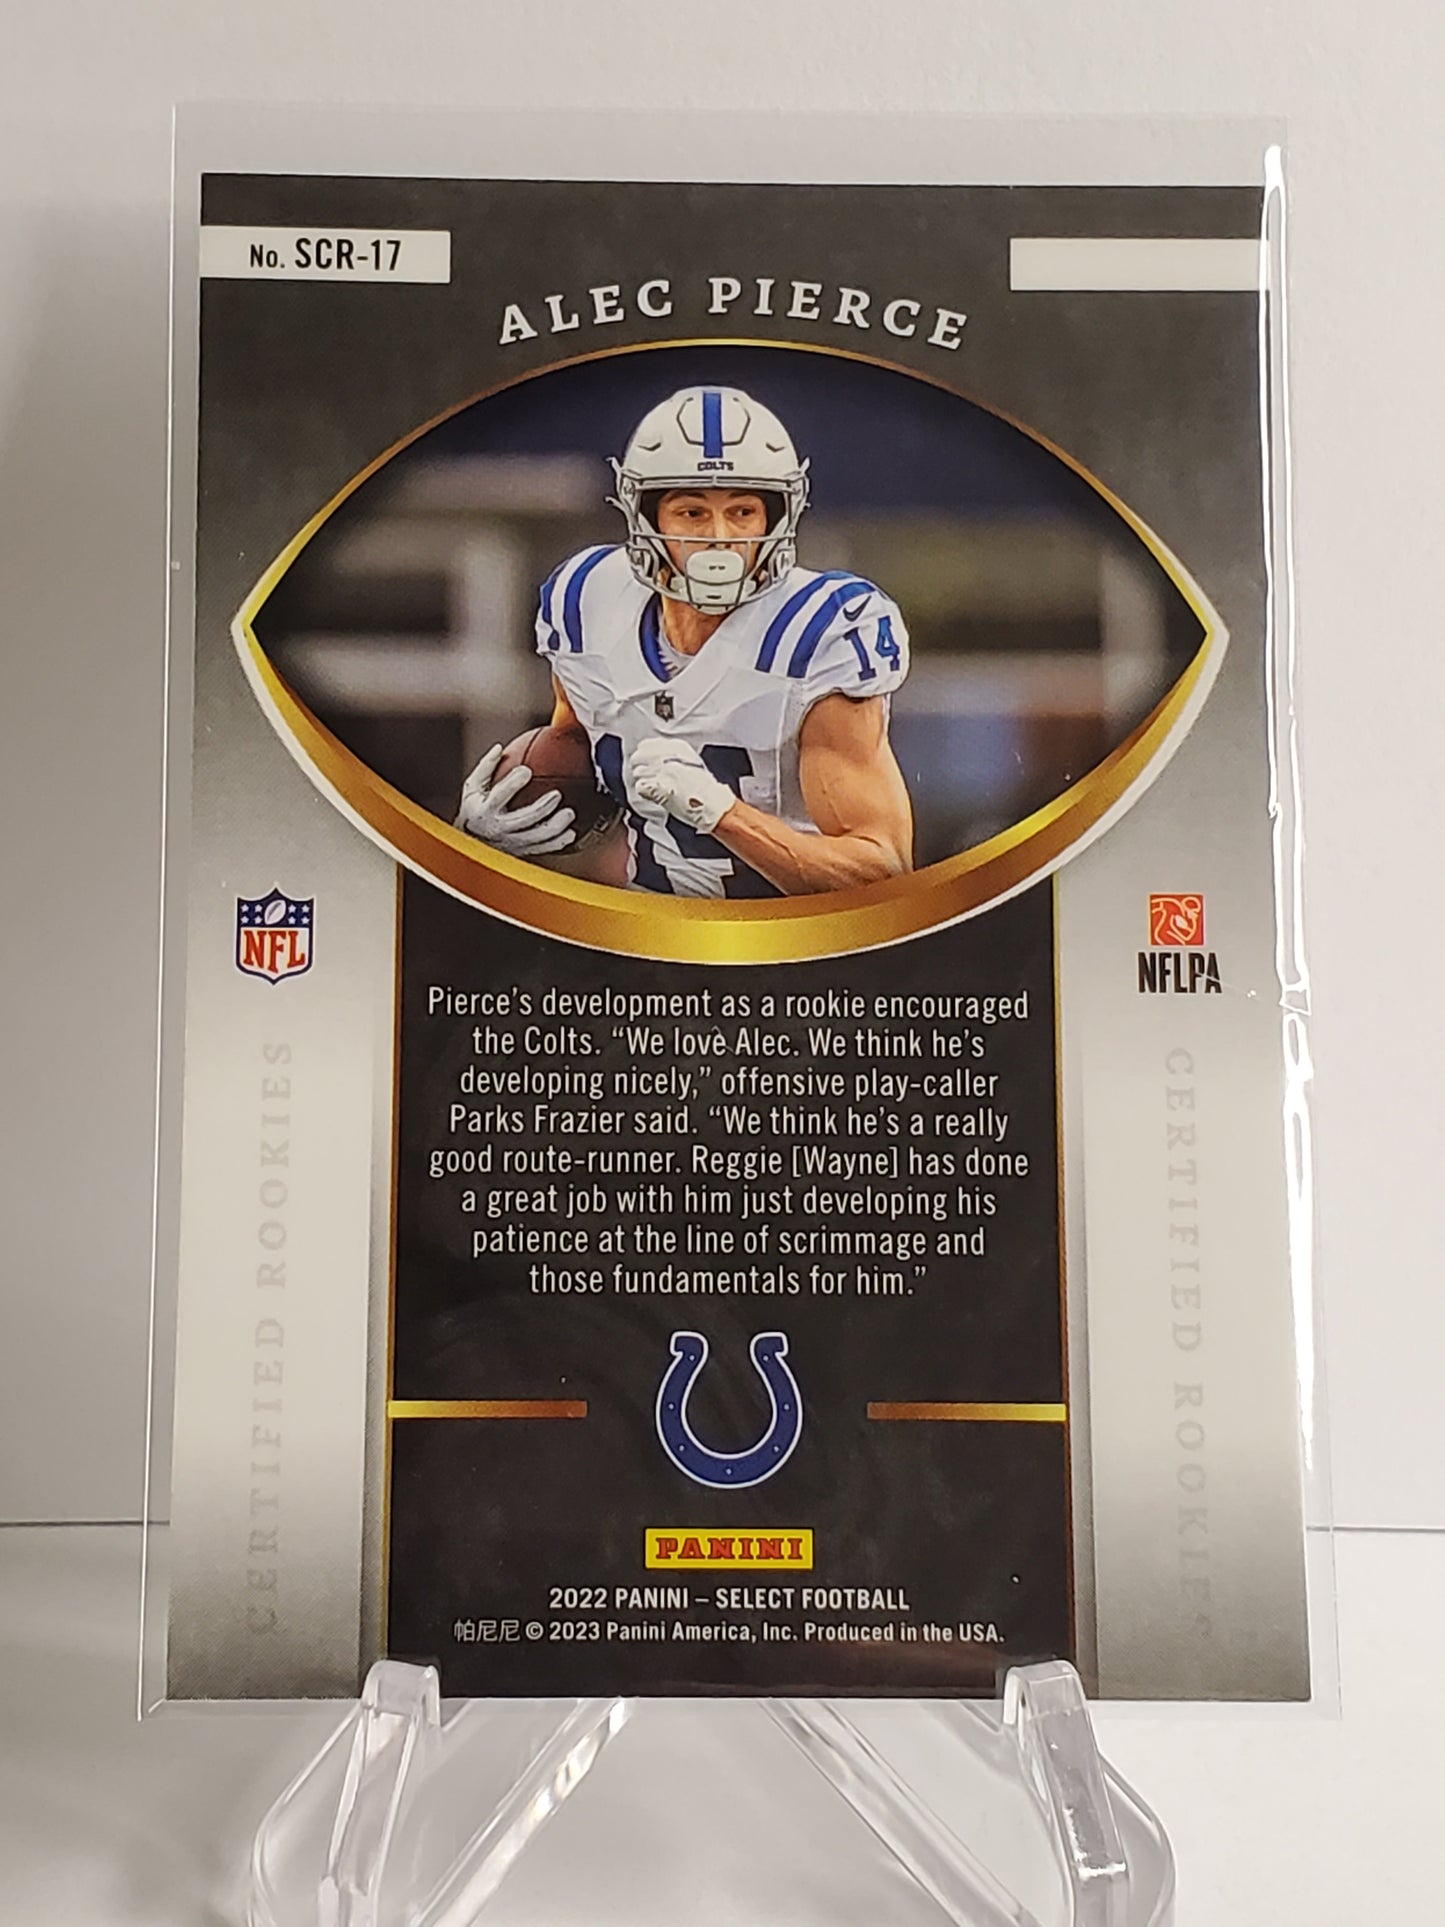 No. SCR-17
ALEC PIERCE
COLTS
14
14
NFL
NFLPA
Pierce's development as a rookie encouraged
the Colts. “We love Alec. We think he's
developing nicely,” offensive play-caller
Parks Frazier said. “We think he's a really
good route-runner. Reggie [Wayne] has done
a great job with him just developing his
patience at the line of scrimmage and
those fundamentals for him.”
CERTIFIED ROOKIES
CERTIFIED ROOKIES
PANINI
2022 PANINI – SELECT FOOTBALL
帕尼尼 © 2023 Panini America, Inc. Produced in the USA.